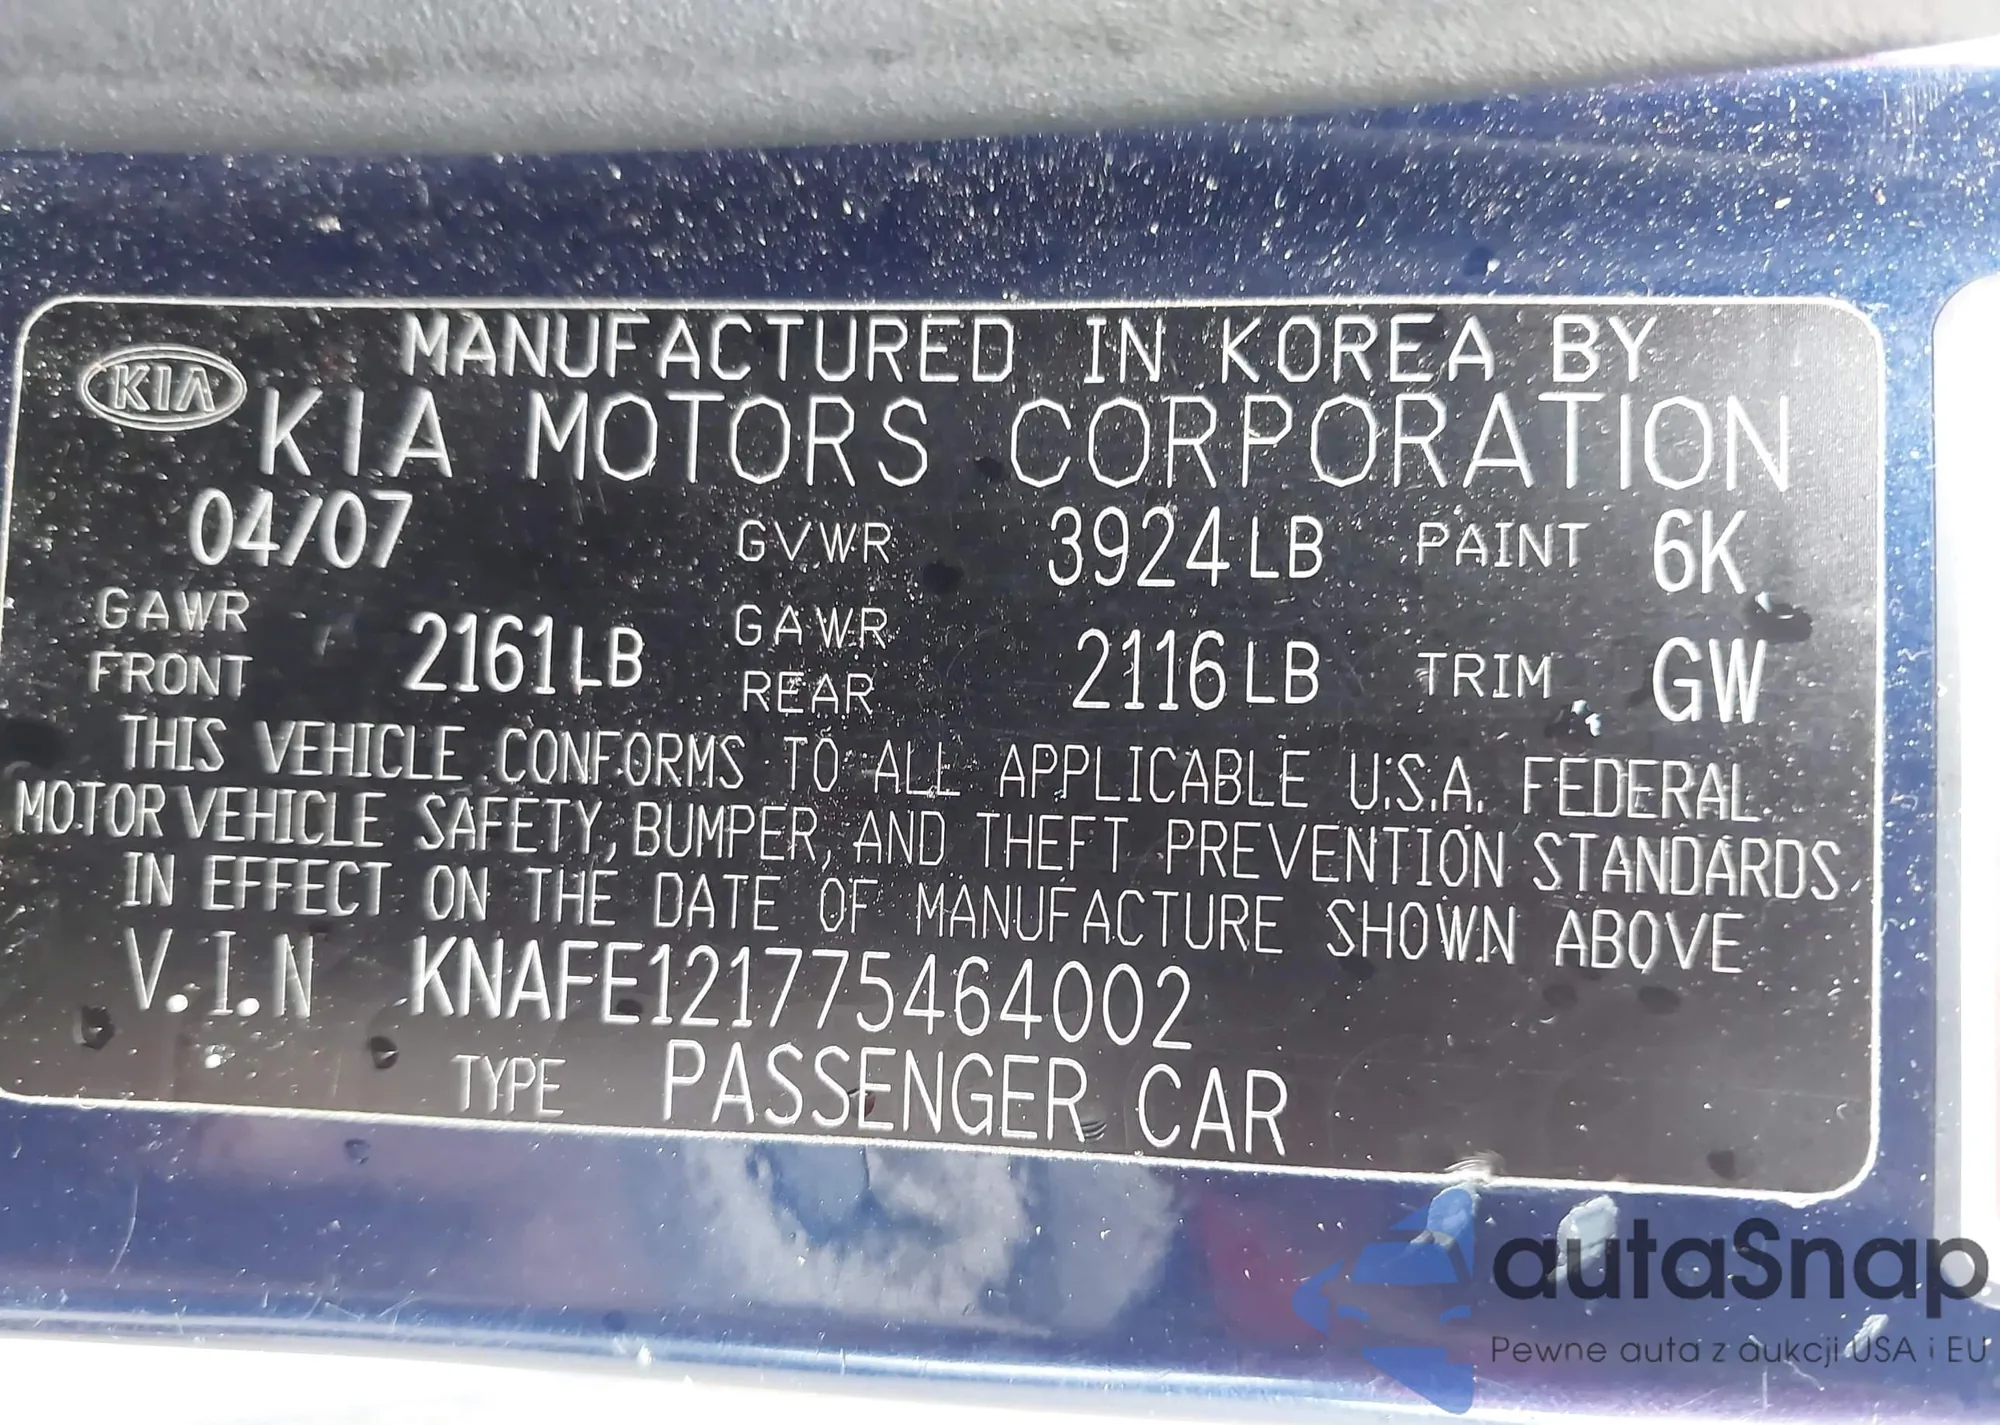 MANUFACTURED IN KOREA BY
KIA KIA MOTORS CORPORATION
04/07 GVWR 3924LB PAINT 6K
GAWR FRONT 2161LB GAWR REAR 2116LB TRIM GW
THIS VEHICLE CONFORMS TO ALL APPLICABLE U.S.A. FEDERAL
MOTOR VEHICLE SAFETY, BUMPER, AND THEFT PREVENTION STANDARDS
IN EFFECT ON THE DATE OF MANUFACTURE SHOWN ABOVE
V.I.N KNAFE121775464002
TYPE PASSENGER CAR
autaSnap
Pewne auta z aukcji USA i EU